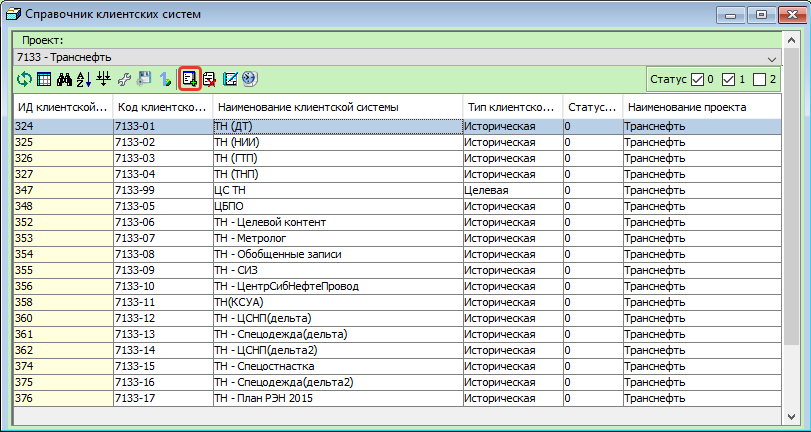 Справочник клиентских систем
Проект:
7133 - Транснефть
Статус 0 1 2
ИД клиентской... Код клиентско... Наименование клиентской системы Тип клиентско... Статус... Наименование проекта
324 7133-01 ТН (ДТ) Историческая 0 Транснефть
325 7133-02 ТН (НИИ) Историческая 0 Транснефть
326 7133-03 ТН (ГТП) Историческая 0 Транснефть
327 7133-04 ТН (ТНП) Историческая 0 Транснефть
347 7133-99 ЦС ТН Целевая 0 Транснефть
348 7133-05 ЦБПО Историческая 0 Транснефть
352 7133-06 ТН - Целевой контент Историческая 0 Транснефть
353 7133-07 ТН - Метролог Историческая 0 Транснефть
354 7133-08 ТН - Обобщенные записи Историческая 0 Транснефть
355 7133-09 ТН - СИЗ Историческая 0 Транснефть
356 7133-10 ТН - ЦентрСибНефтеПровод Историческая 0 Транснефть
358 7133-11 ТН(КСУА) Историческая 0 Транснефть
360 7133-12 ТН - ЦСНП(дельта) Историческая 0 Транснефть
361 7133-13 ТН - Спецодежда(дельта) Историческая 0 Транснефть
362 7133-14 ТН - ЦСНП(дельта2) Историческая 0 Транснефть
374 7133-15 ТН - Спецостнастка Историческая 0 Транснефть
375 7133-16 ТН - Спецодежда(дельта2) Историческая 0 Транснефть
376 7133-17 ТН - План РЭН 2015 Историческая 0 Транснефть